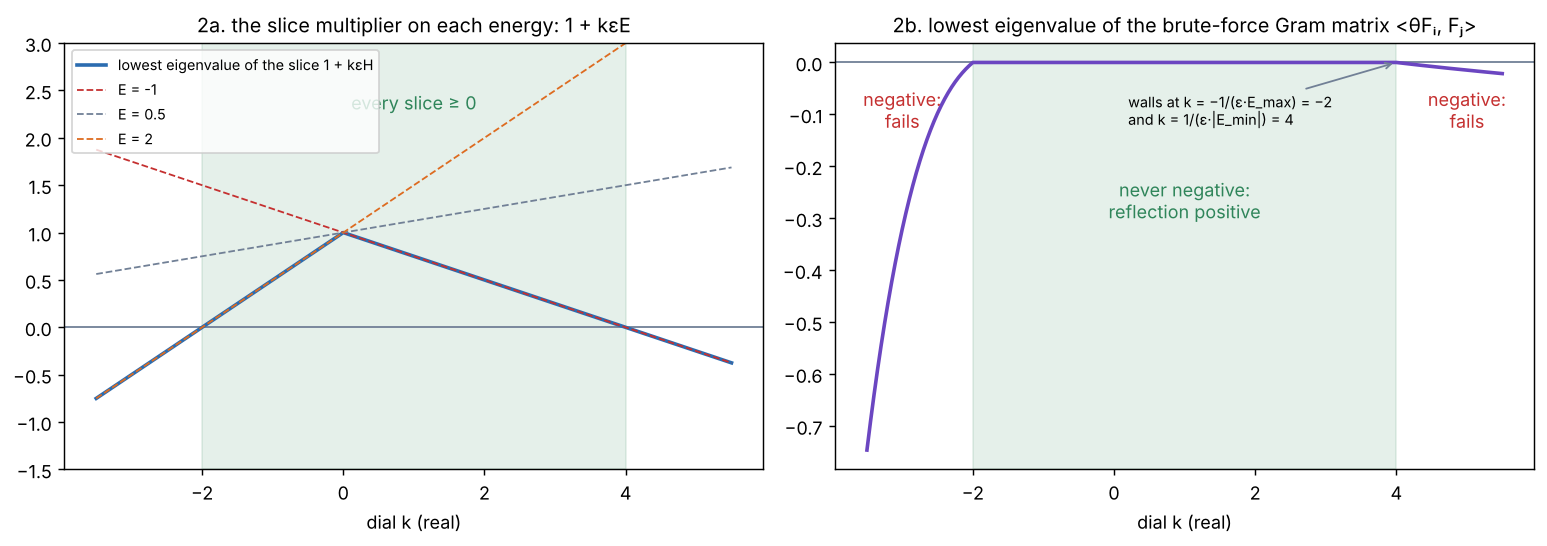 2a. the slice multiplier on each energy: 1 + kεE
3.0
2.5
2.0
1.5
1.0
0.5
0.0
−0.5
−1.0
−1.5
lowest eigenvalue of the slice 1 + kεH
E = -1
E = 0.5
E = 2
every slice ≥ 0
−2
0
2
4
dial k (real)
2b. lowest eigenvalue of the brute-force Gram matrix <θFᵢ, Fⱼ>
0.0
−0.1
−0.2
−0.3
−0.4
−0.5
−0.6
−0.7
negative:
fails
walls at k = −1/(ε·E_max) = −2
and k = 1/(ε·|E_min|) = 4
negative:
fails
never negative:
reflection positive
−2
0
2
4
dial k (real)